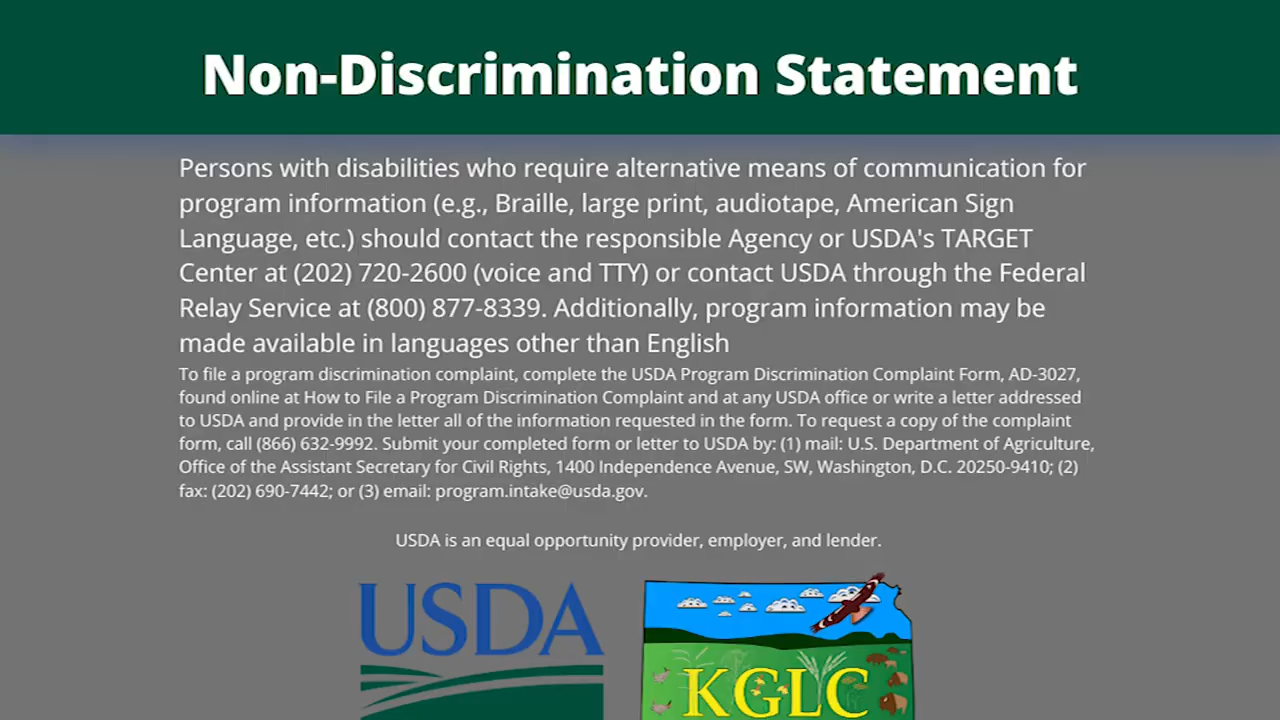 Non-Discrimination Statement
Persons with disabilities who require alternative means of communication for
program information (e.g., Braille, large print, audiotape, American Sign
Language, etc.) should contact the responsible Agency or USDA's TARGET
Center at (202) 720-2600 (voice and TTY) or contact USDA through the Federal
Relay Service at (800) 877-8339. Additionally, program information may be
made available in languages other than English
To file a program discrimination complaint, complete the USDA Program Discrimination Complaint Form, AD-3027,
found online at How to File a Program Discrimination Complaint and at any USDA office or write a letter addressed
to USDA and provide in the letter all of the information requested in the form. To request a copy of the complaint
form, call (866) 632-9992. Submit your completed form or letter to USDA by: (1) mail: U.S. Department of Agriculture,
Office of the Assistant Secretary for Civil Rights, 1400 Independence Avenue, SW, Washington, D.C. 20250-9410; (2)
fax: (202) 690-7442; or (3) email: program.intake@usda.gov.
USDA is an equal opportunity provider, employer, and lender.
USDA
KGLC